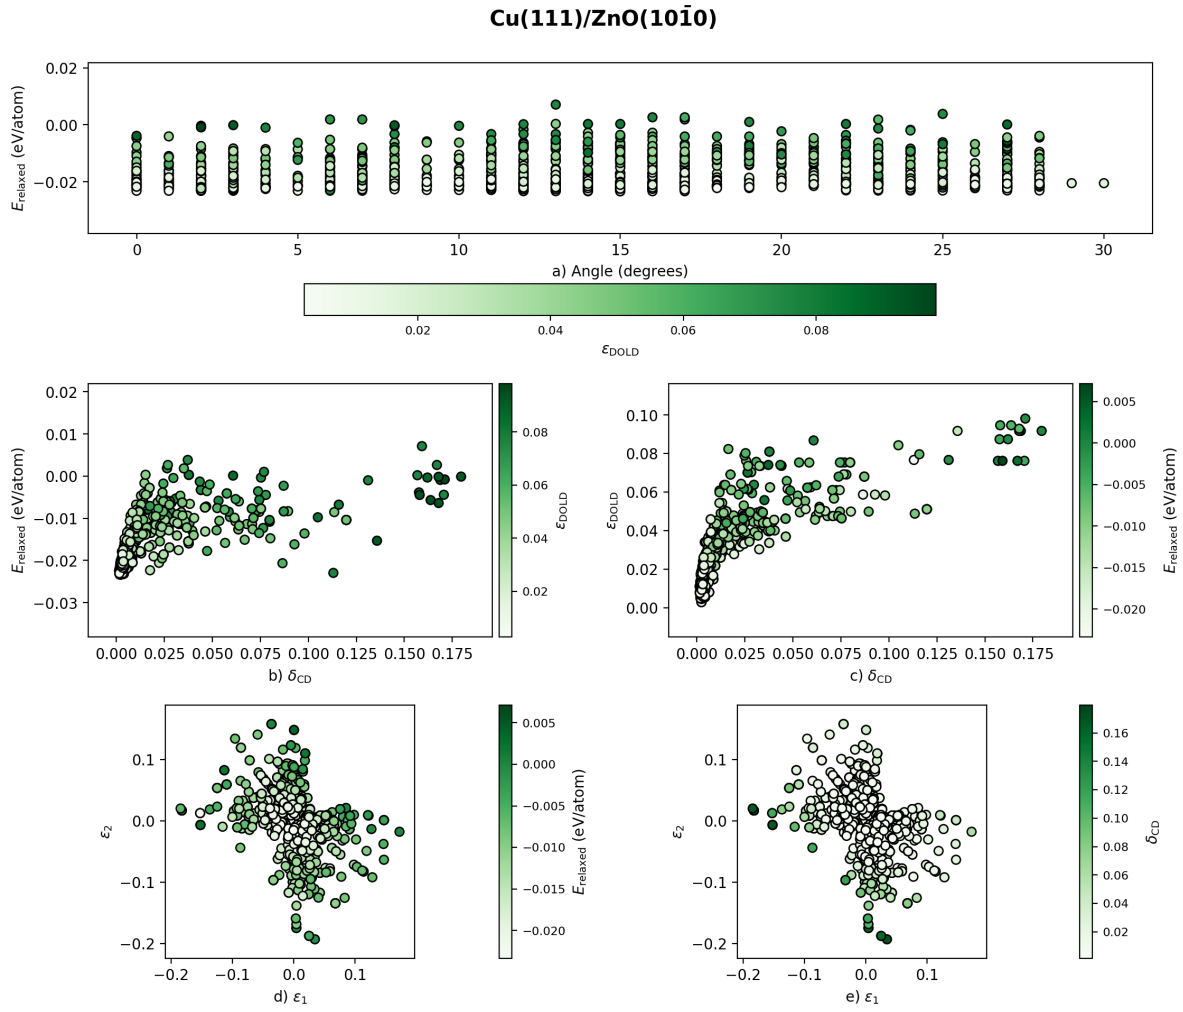 Cu(111)/ZnO(101̄0)
0.02
0.00
−0.02
E_relaxed (eV/atom)
0 5 10 15 20 25 30
a) Angle (degrees)
0.02 0.04 0.06 0.08
ε_DOLD
0.02
0.01
0.00
−0.01
−0.02
−0.03
E_relaxed (eV/atom)
0.000 0.025 0.050 0.075 0.100 0.125 0.150 0.175
b) δ_CD
0.08
0.06
0.04
0.02
ε_DOLD
0.10
0.08
0.06
0.04
0.02
0.00
ε_DOLD
0.000 0.025 0.050 0.075 0.100 0.125 0.150 0.175
c) δ_CD
0.005
0.000
−0.005
−0.010
−0.015
−0.020
E_relaxed (eV/atom)
0.1
0.0
−0.1
−0.2
ε_2
−0.2 −0.1 0.0 0.1
d) ε_1
0.005
0.000
−0.005
−0.010
−0.015
−0.020
E_relaxed (eV/atom)
0.1
0.0
−0.1
−0.2
ε_2
−0.2 −0.1 0.0 0.1
e) ε_1
0.16
0.14
0.12
0.10
0.08
0.06
0.04
0.02
δ_CD